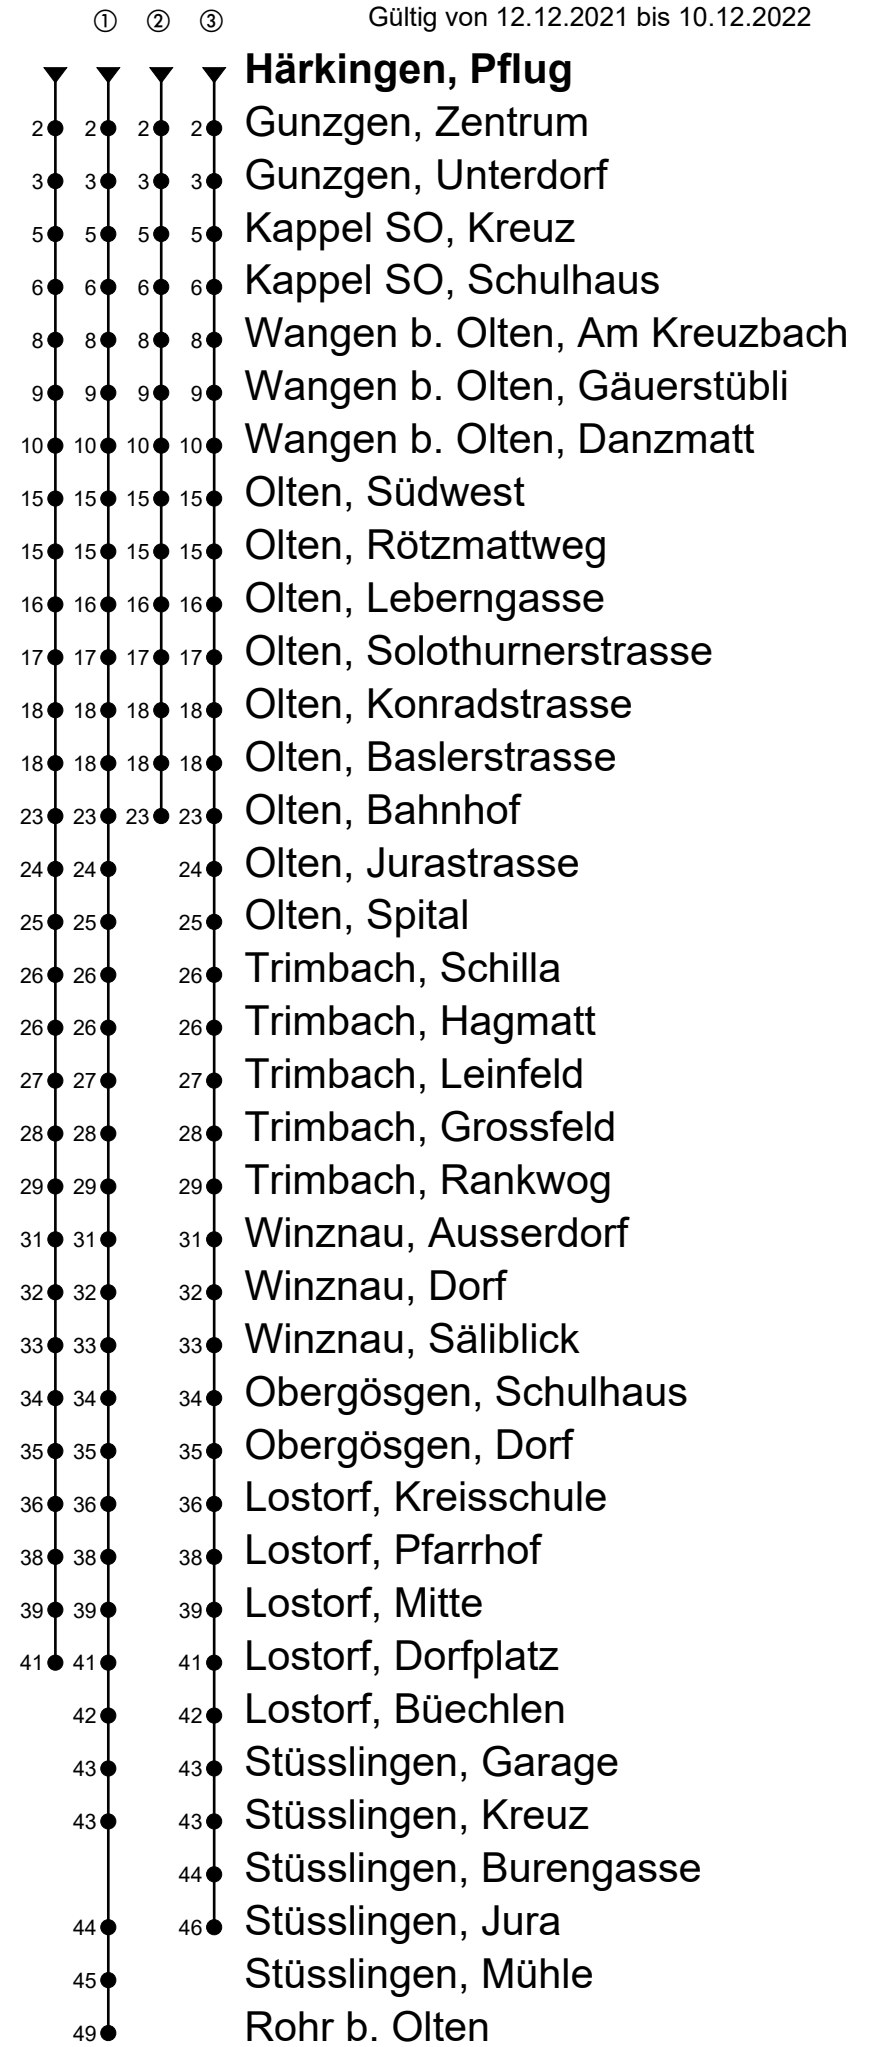 ① ② ③ Gültig von 12.12.2021 bis 10.12.2022
Härkingen, Pflug
2 2 2 2 Gunzgen, Zentrum
3 3 3 3 Gunzgen, Unterdorf
5 5 5 5 Kappel SO, Kreuz
6 6 6 6 Kappel SO, Schulhaus
8 8 8 8 Wangen b. Olten, Am Kreuzbach
9 9 9 9 Wangen b. Olten, Gäuerstübli
10 10 10 10 Wangen b. Olten, Danzmatt
15 15 15 15 Olten, Südwest
15 15 15 15 Olten, Rötzmattweg
16 16 16 16 Olten, Leberngasse
17 17 17 17 Olten, Solothurnerstrasse
18 18 18 18 Olten, Konradstrasse
18 18 18 18 Olten, Baslerstrasse
23 23 23 23 Olten, Bahnhof
24 24 24 Olten, Jurastrasse
25 25 25 Olten, Spital
26 26 26 Trimbach, Schilla
26 26 26 Trimbach, Hagmatt
27 27 27 Trimbach, Leinfeld
28 28 28 Trimbach, Grossfeld
29 29 29 Trimbach, Rankwog
31 31 31 Winznau, Ausserdorf
32 32 32 Winznau, Dorf
33 33 33 Winznau, Säliblick
34 34 34 Obergösgen, Schulhaus
35 35 35 Obergösgen, Dorf
36 36 36 Lostorf, Kreisschule
38 38 38 Lostorf, Pfarrhof
39 39 39 Lostorf, Mitte
41 41 41 Lostorf, Dorfplatz
42 42 Lostorf, Büechlen
43 43 Stüsslingen, Garage
43 43 Stüsslingen, Kreuz
44 Stüsslingen, Burengasse
44 46 Stüsslingen, Jura
45 Stüsslingen, Mühle
49 Rohr b. Olten